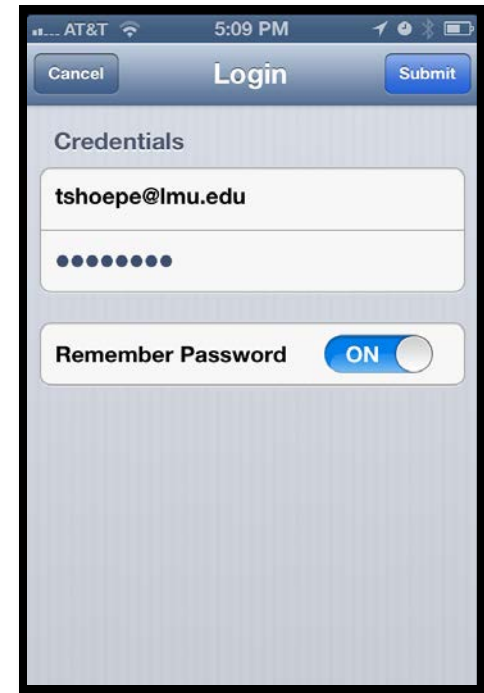 AT&T 5:09 PM
Cancel Login Submit
Credentials
tshoepe@lmu.edu
●●●●●●●●
Remember Password ON